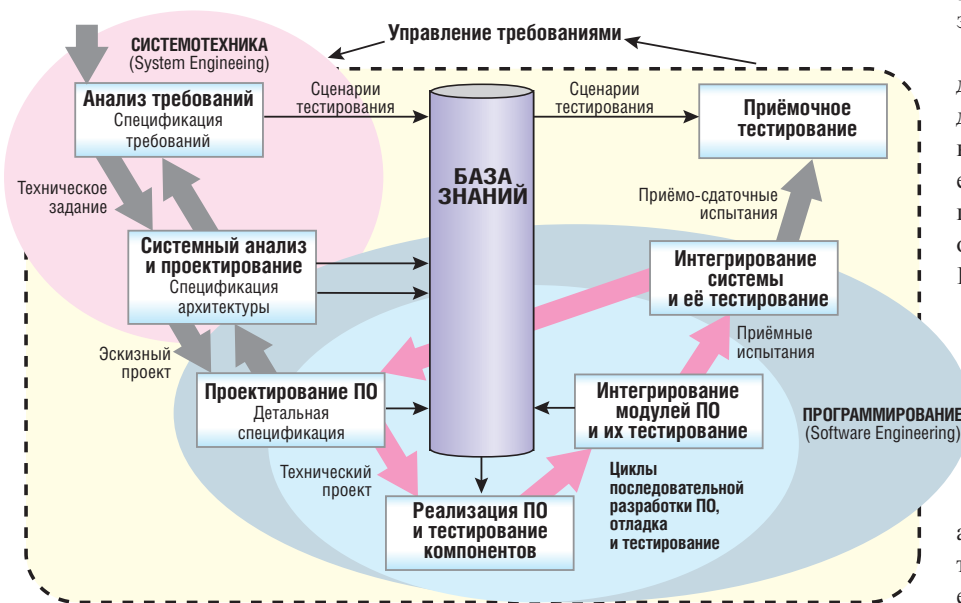 СИСТЕМОТЕХНИКА
(System Engineeing)
Управление требованиями
Анализ требований
Спецификация
требований
Сценарии
тестирования
Сценарии
тестирования
Приёмочное
тестирование
БАЗА
ЗНАНИЙ
Техническое
задание
Приёмо-сдаточные
испытания
Системный анализ
и проектирование
Спецификация
архитектуры
Интегрирование
системы
и её тестирование
Эскизный
проект
Приёмные
испытания
Проектирование ПО
Детальная
спецификация
Интегрирование
модулей ПО
и их тестирование
ПРОГРАММИРОВАНИЕ
(Software Engineering)
Технический
проект
Циклы
последовательной
разработки ПО,
отладка
и тестирование
Реализация ПО
и тестирование
компонентов